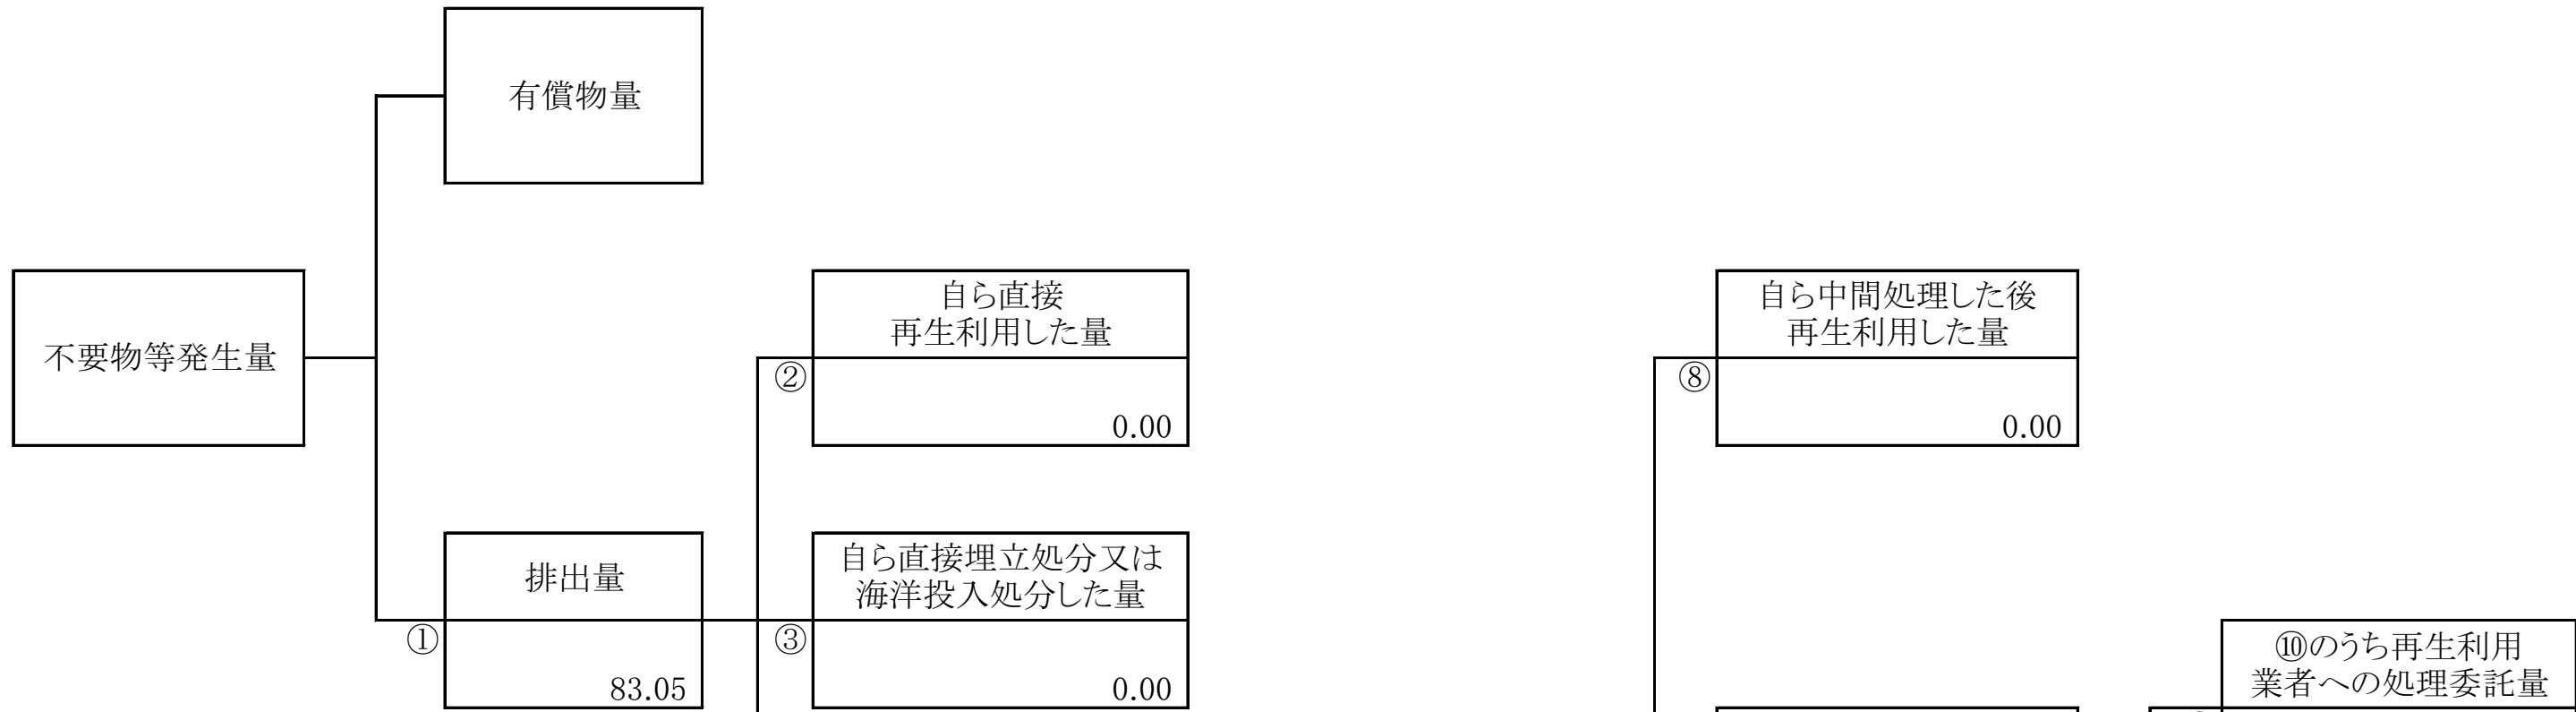 有償物量
不要物等発生量
自ら直接
再生利用した量
②
0.00
自ら中間処理した後
再生利用した量
⑧
0.00
排出量
①
83.05
自ら直接埋立処分又は
海洋投入処分した量
③
0.00
⑩のうち再生利用
業者への処理委託量